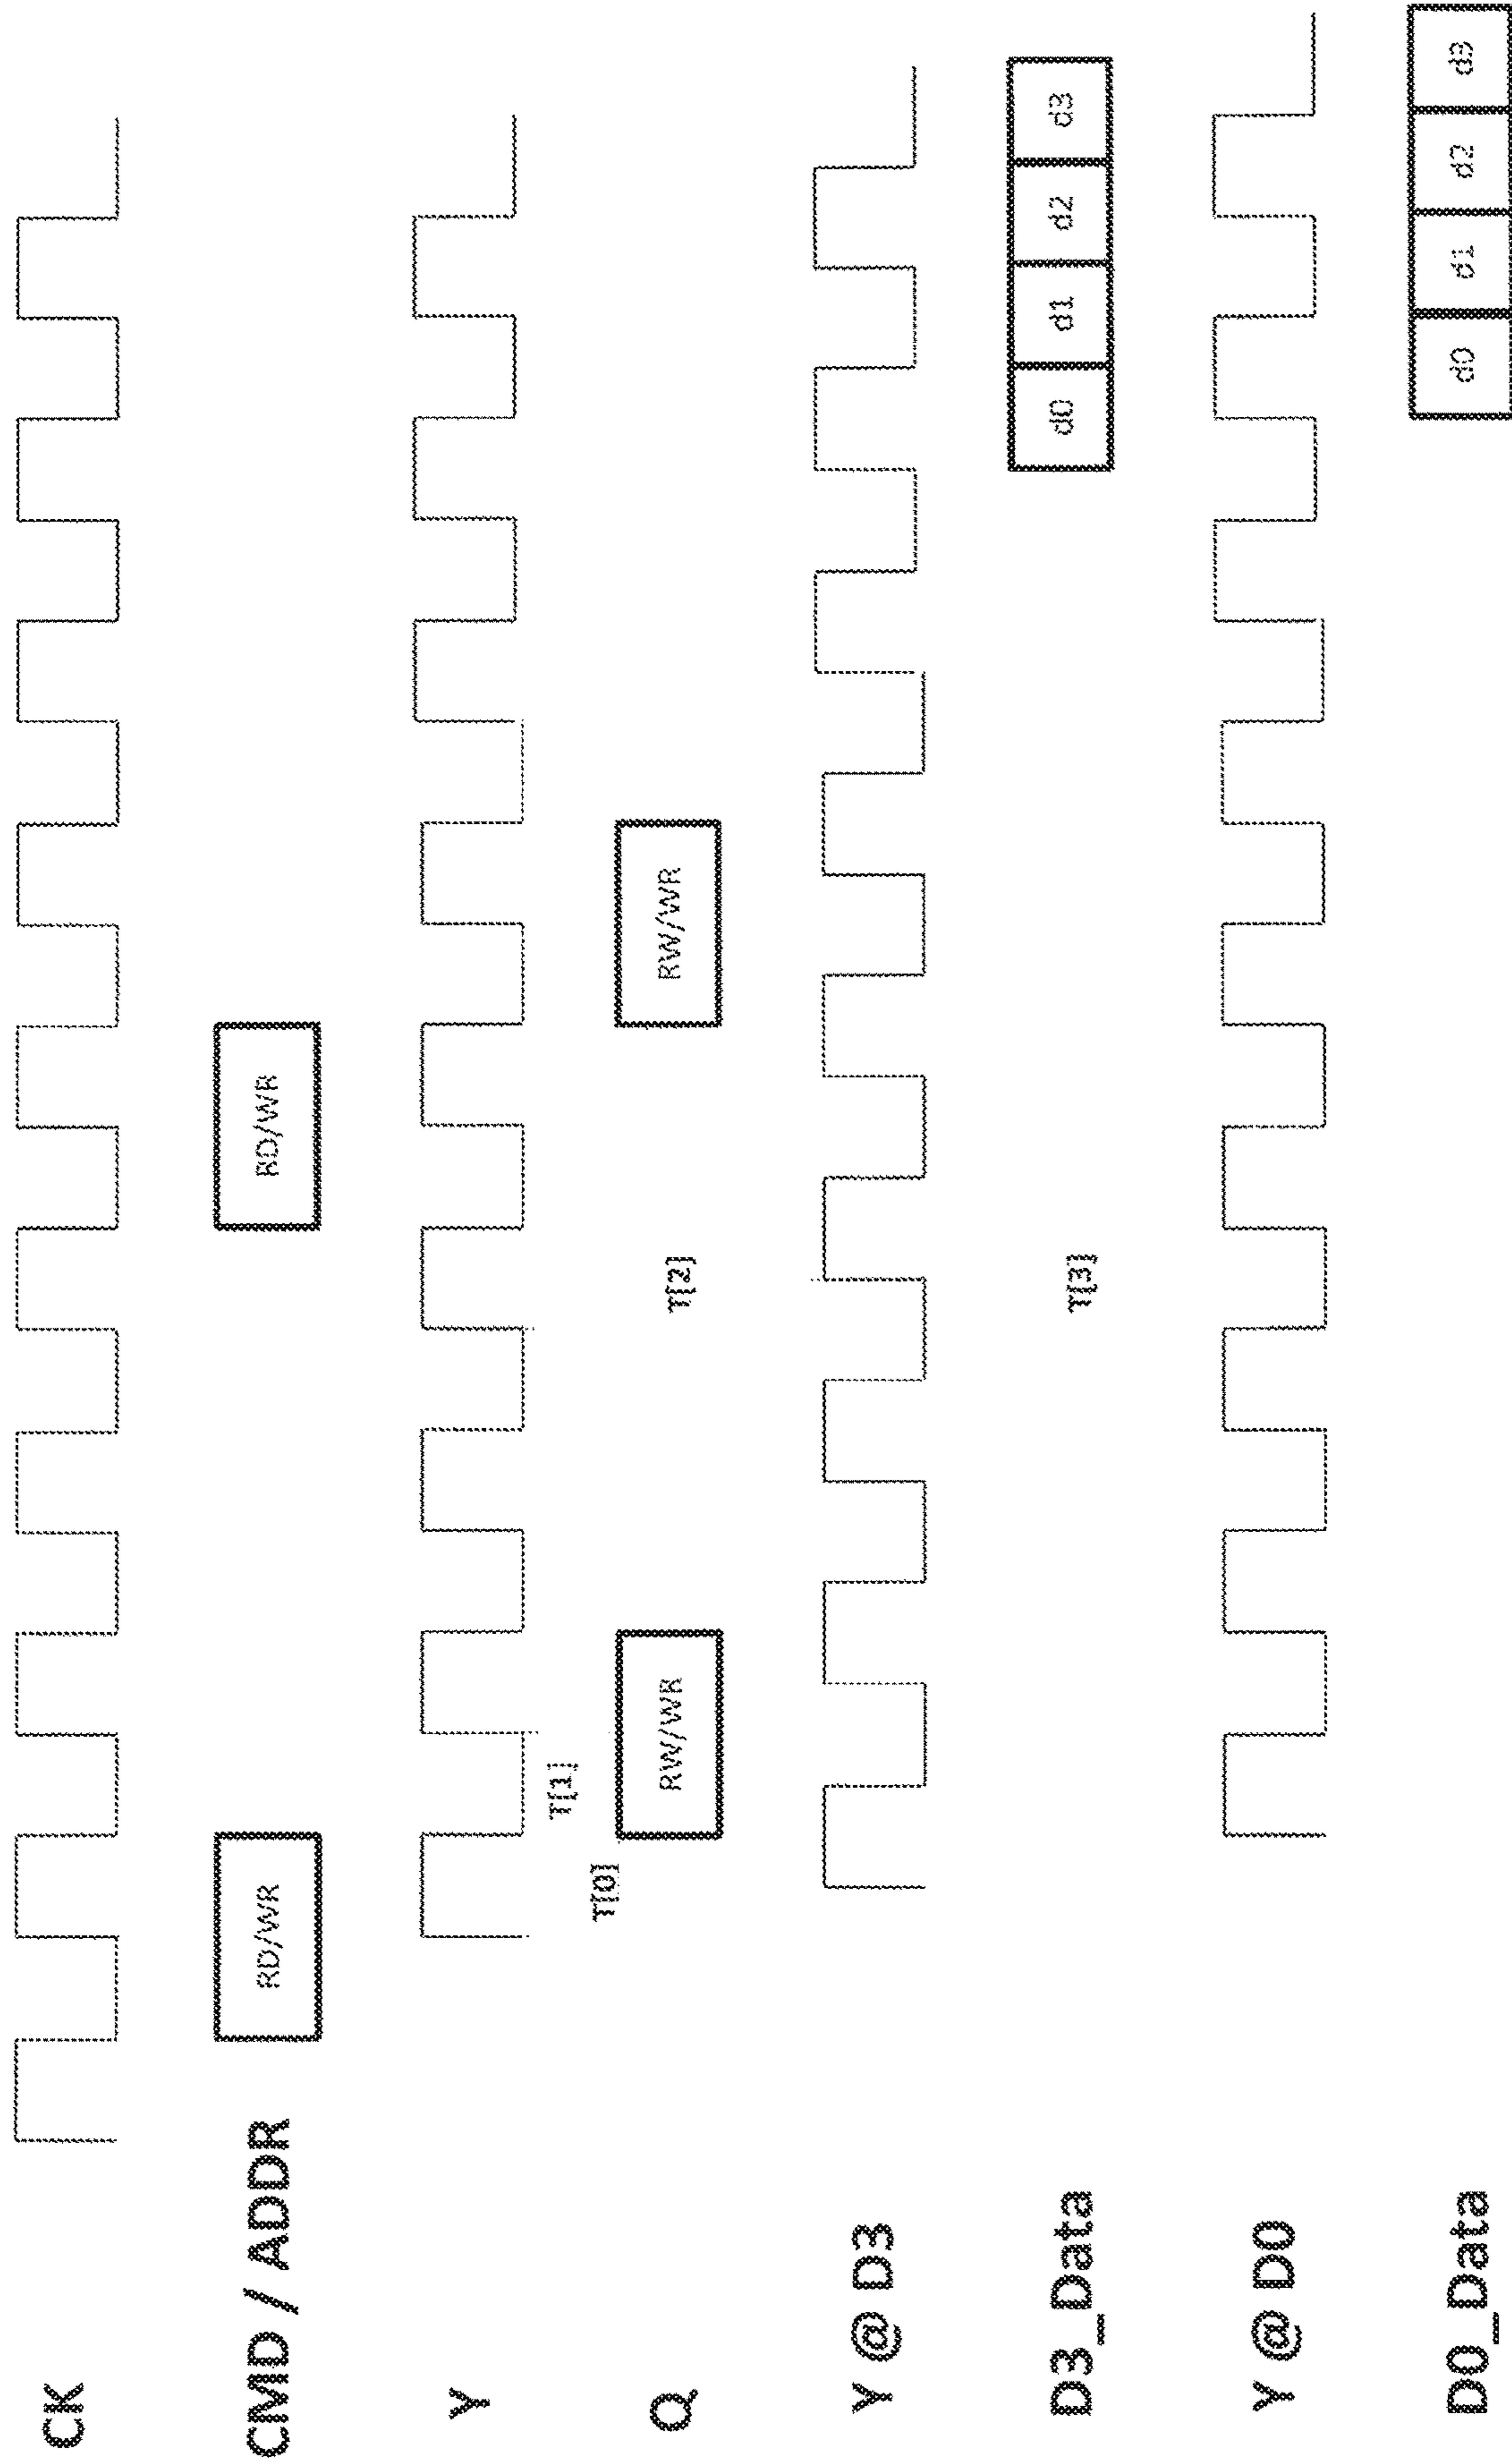 CK
CMD / ADDR
RD/WR
RD/WR
Y
T[0]
T[1]
Q
RW/WR
T[2]
RW/WR
Y @ D3
D3_Data
T[3]
d0 d1 d2 d3
Y @ D0
D0_Data
d0 d1 d2 d3